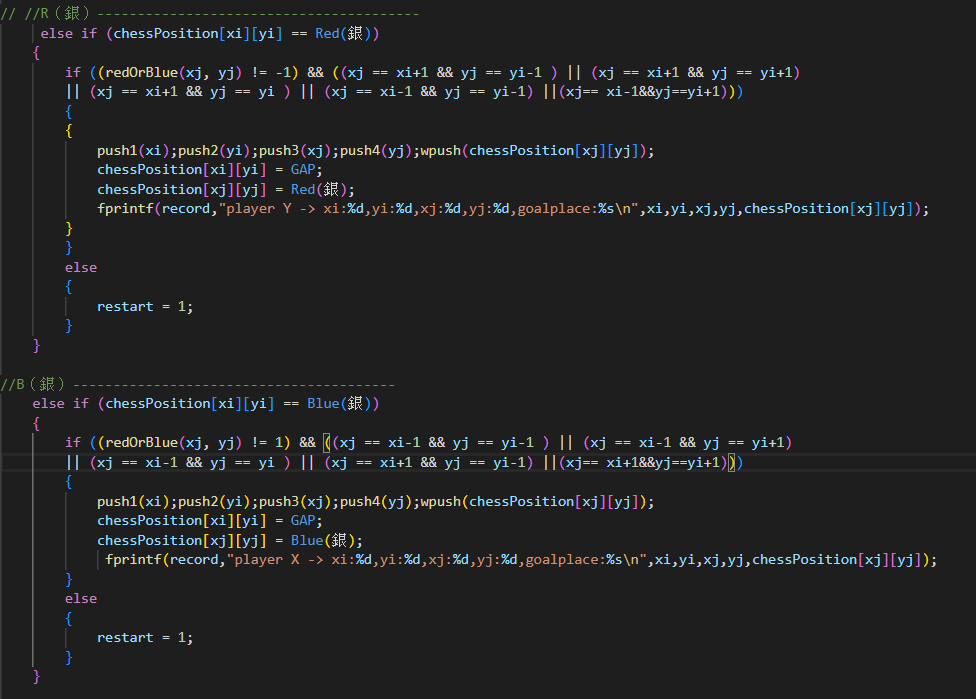 // //R（銀）----------------------------------------
else if (chessPosition[xi][yi] == Red(銀))
{
if ((redOrBlue(xj, yj) != -1) && ((xj == xi+1 && yj == yi-1 ) || (xj == xi+1 && yj == yi+1)
|| (xj == xi+1 && yj == yi ) || (xj == xi-1 && yj == yi-1) ||(xj== xi-1&&yj==yi+1)))
{
{
push1(xi);push2(yi);push3(xj);push4(yj);wpush(chessPosition[xj][yj]);
chessPosition[xi][yi] = GAP;
chessPosition[xj][yj] = Red(銀);
fprintf(record,"player Y -> xi:%d,yi:%d,xj:%d,yj:%d,goalplace:%s\n",xi,yi,xj,yj,chessPosition[xj][yj]);
}
}
else
{
restart = 1;
}
}
//B（銀）----------------------------------------
else if (chessPosition[xi][yi] == Blue(銀))
{
if ((redOrBlue(xj, yj) != 1) && ((xj == xi-1 && yj == yi-1 ) || (xj == xi-1 && yj == yi+1)
|| (xj == xi-1 && yj == yi ) || (xj == xi+1 && yj == yi-1) ||(xj== xi+1&&yj==yi+1)))
{
push1(xi);push2(yi);push3(xj);push4(yj);wpush(chessPosition[xj][yj]);
chessPosition[xi][yi] = GAP;
chessPosition[xj][yj] = Blue(銀);
fprintf(record,"player X -> xi:%d,yi:%d,xj:%d,yj:%d,goalplace:%s\n",xi,yi,xj,yj,chessPosition[xj][yj]);
}
else
{
restart = 1;
}
}